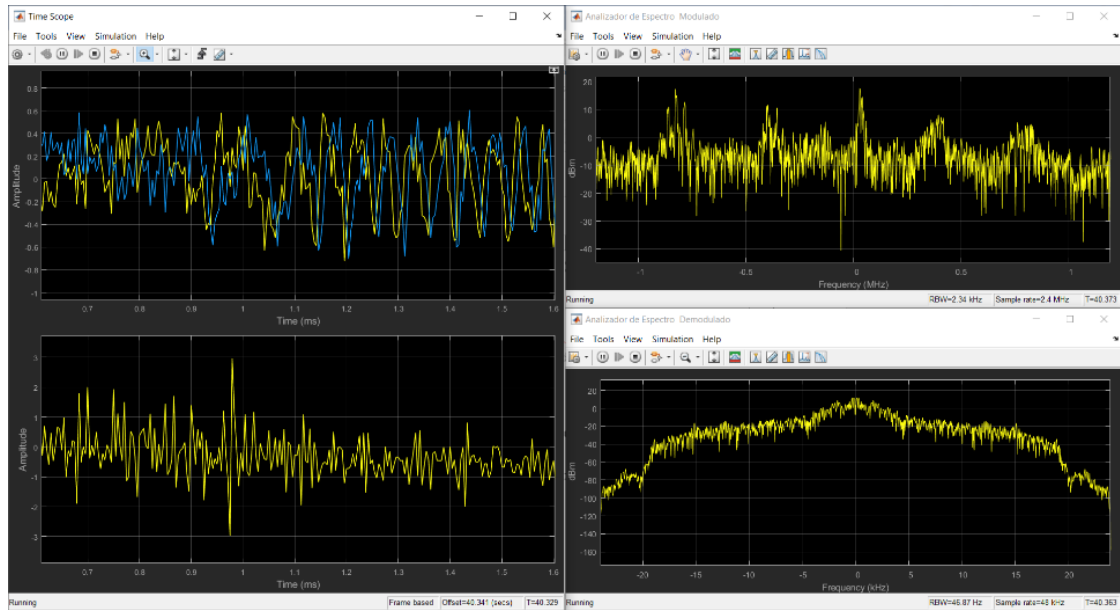 Time Scope
File Tools View Simulation Help
0.8
0.6
0.4
0.2
0
-0.2
-0.4
-0.6
-0.8
-1
Amplitude
0.7 0.8 0.9 1 1.1 1.2 1.3 1.4 1.5 1.6
Time (ms)
3
2
1
0
-1
-2
-3
Amplitude
0.7 0.8 0.9 1 1.1 1.2 1.3 1.4 1.5 1.6
Time (ms)
Running Frame based Offset=40.341 (secs) T=40.329
Analizador de Espectro Modulado
File Tools View Simulation Help
20
10
0
-10
-20
-30
-40
dBm
-1 -0.5 0 0.5 1
Frequency (MHz)
Running RBW=2.34 kHz Sample rate=2.4 MHz T=40.373
Analizador de Espectro Demodulado
File Tools View Simulation Help
20
0
-20
-40
-60
-80
-100
-120
-140
-160
dBm
-20 -15 -10 -5 0 5 10 15 20
Frequency (kHz)
Running RBW=46.87 Hz Sample rate=48 kHz T=40.363